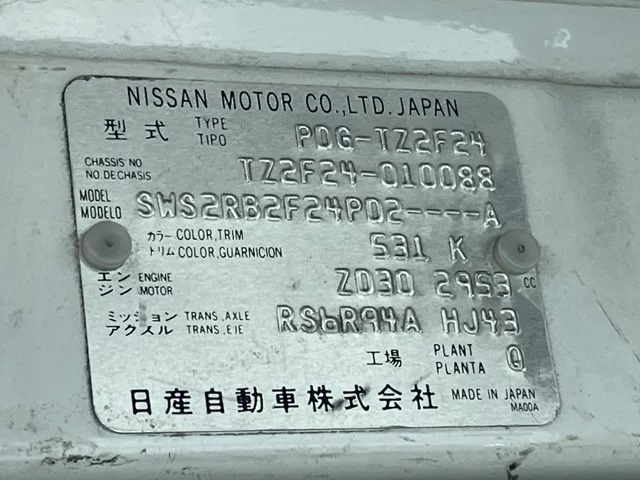 NISSAN MOTOR CO.,LTD. JAPAN
型式 TYPE TIPO PDG-TZ2F24
CHASSIS NO NO.DE CHASIS TZ2F24-010088
MODEL MODELO SWS2RB2F24PD2----A
カラー COLOR,TRIM
トリム COLOR,GUARNICION 531 K
エンジン ENGINE MOTOR ZD30 2953 CC
ミッション TRANS.,AXLE
アクスル TRANS.,EJE RS6R94A HJ43
工場 PLANT PLANTA Q
日産自動車株式会社 MADE IN JAPAN
MA00A